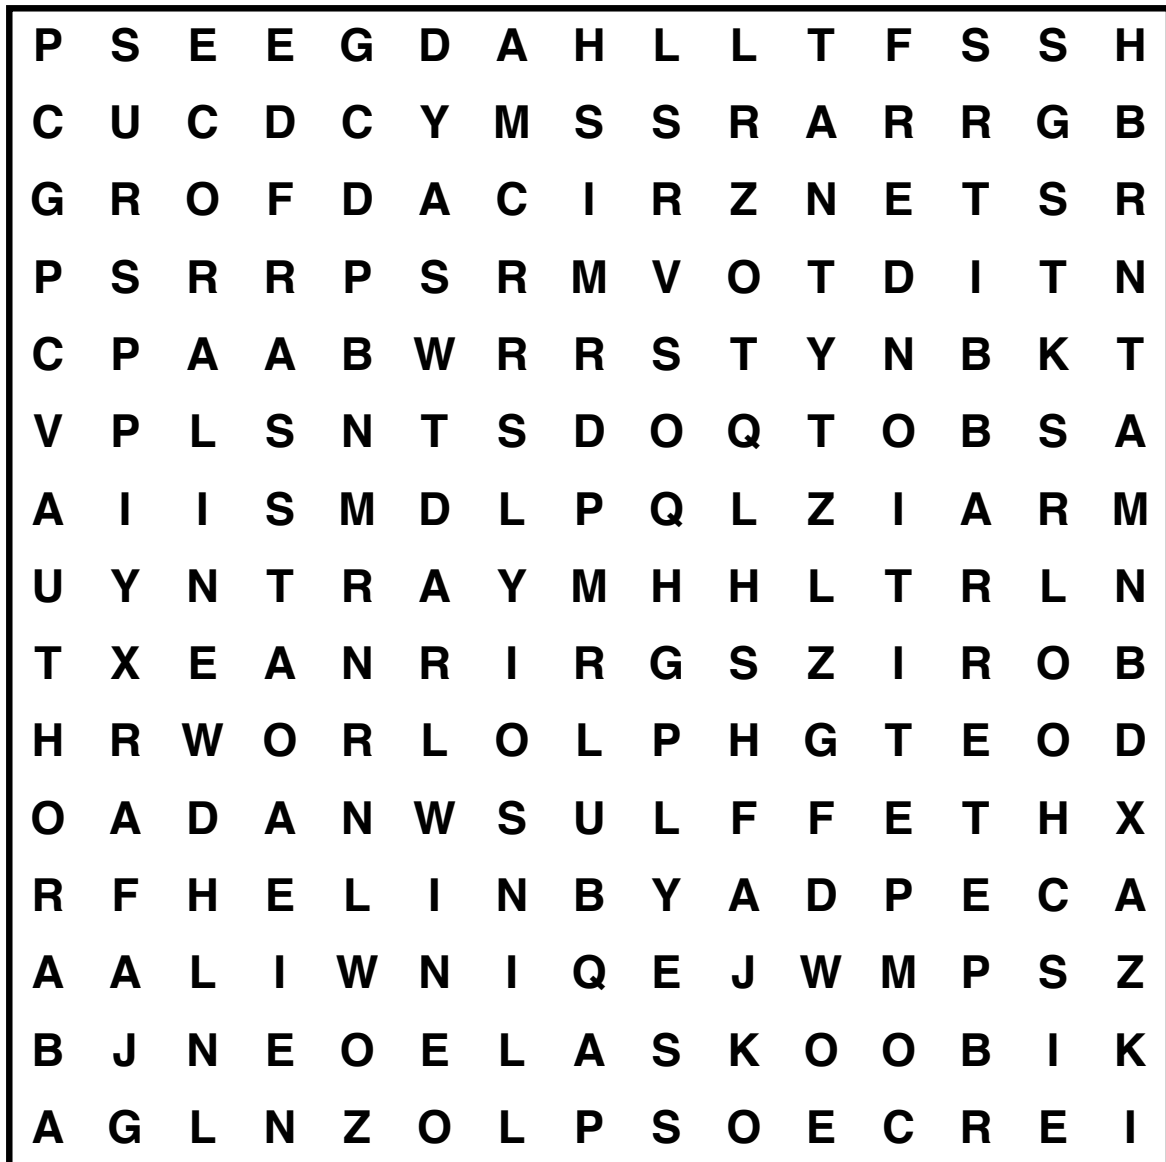 P S E E G D A H L L T F S S H
C U C D C Y M S S R A R R G B
G R O F D A C I R Z N E T S R
P S R R P S R M V O T D I T N
C P A A B W R R S T Y N B K T
V P L S N T S D O Q T O B S A
A I I S M D L P Q L Z I A R M
U Y N T R A Y M H H L T R L N
T X E A N R I R G S Z I R O B
H R W O R L O L P H G T E O D
O A D A N W S U L F F E T H X
R F H E L I N B Y A D P E C A
A A L I W N I Q E J W M P S Z
B J N E O E L A S K O O B I K
A G L N Z O L P S O E C R E I